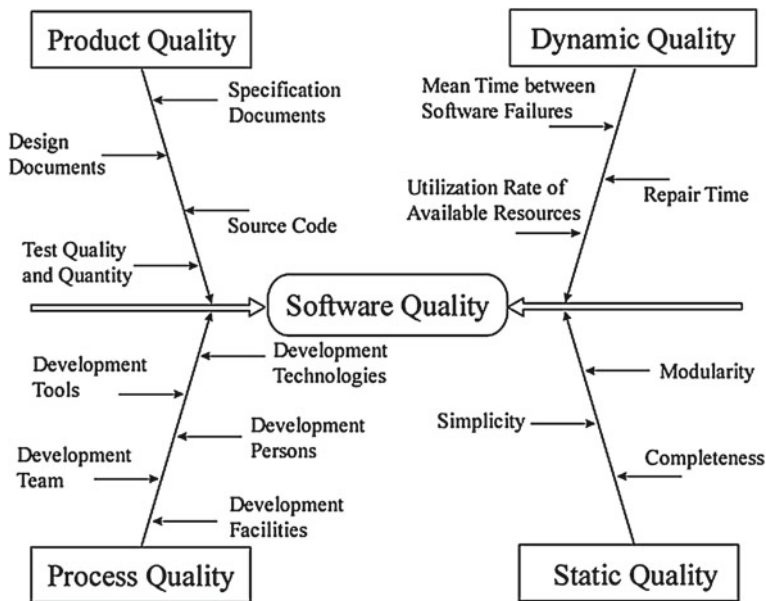 Product Quality
Dynamic Quality
Specification
Documents
Mean Time between
Software Failures
Design
Documents
Utilization Rate of
Available Resources
Repair Time
Source Code
Test Quality
and Quantity
Software Quality
Development
Technologies
Development
Tools
Modularity
Simplicity
Development
Persons
Development
Team
Completeness
Development
Facilities
Process Quality
Static Quality